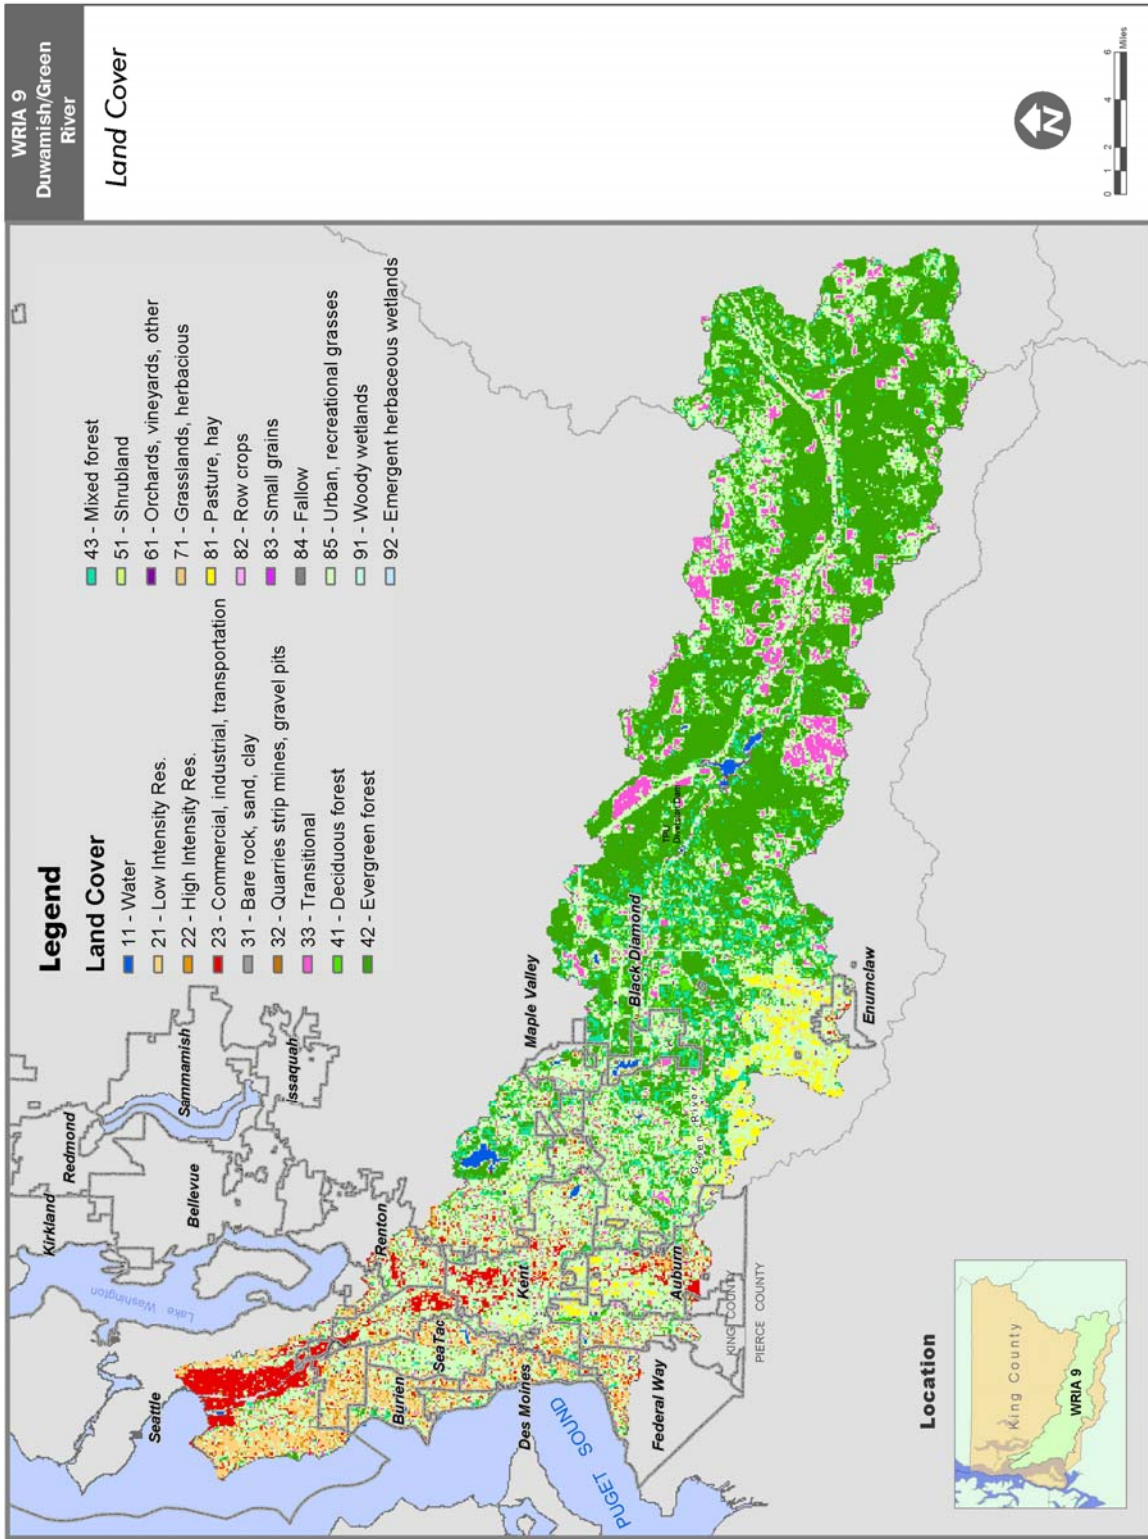 WRIA 9
Duwamish/Green
River
Land Cover
N
0 1 2 4 6
Miles
Legend
Land Cover
11 - Water
21 - Low Intensity Res.
22 - High Intensity Res.
23 - Commercial, industrial, transportation
31 - Bare rock, sand, clay
32 - Quarries strip mines, gravel pits
33 - Transitional
41 - Deciduous forest
42 - Evergreen forest
43 - Mixed forest
51 - Shrubland
61 - Orchards, vineyards, other
71 - Grasslands, herbacious
81 - Pasture, hay
82 - Row crops
83 - Small grains
84 - Fallow
85 - Urban, recreational grasses
91 - Woody wetlands
92 - Emergent herbaceous wetlands
Kirkland
Redmond
Sammamish
Issaquah
Bellevue
Lake Washington
Seattle
Renton
Burien
SeaTac
Kent
Des Moines
Maple Valley
Black Diamond
TPU
Diversion Dam
Green River
Auburn
Enumclaw
Federal Way
PUGET SOUND
KING COUNTY
PIERCE COUNTY
Location
King County
WRIA 9